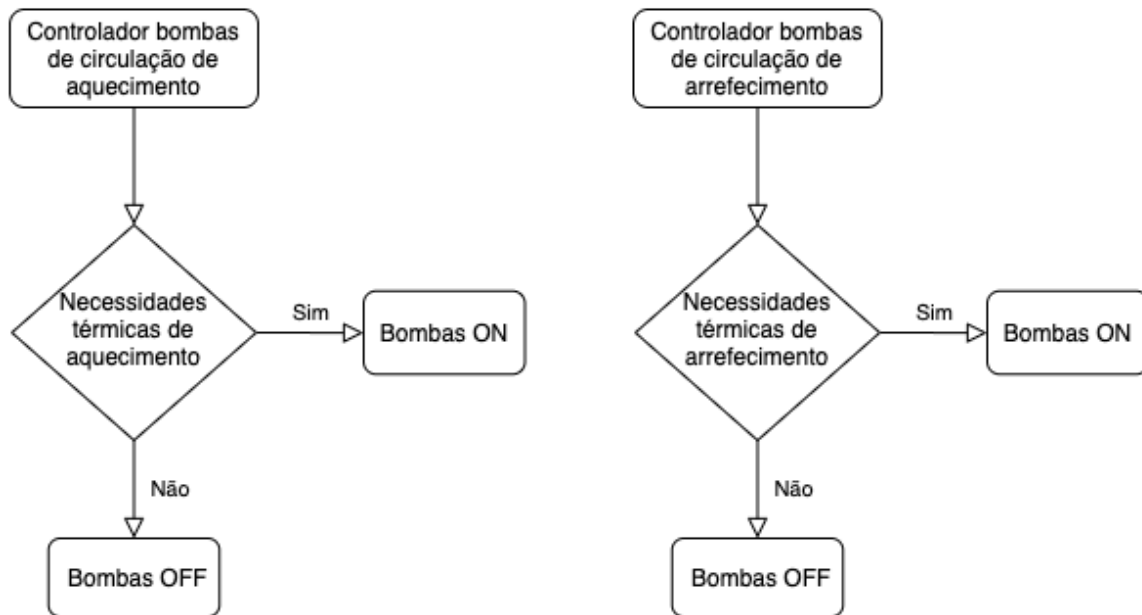 Controlador bombas
de circulação de
aquecimento
Necessidades
térmicas de
aquecimento
Sim
Bombas ON
Não
Bombas OFF
Controlador bombas
de circulação de
arrefecimento
Necessidades
térmicas de
arrefecimento
Sim
Bombas ON
Não
Bombas OFF